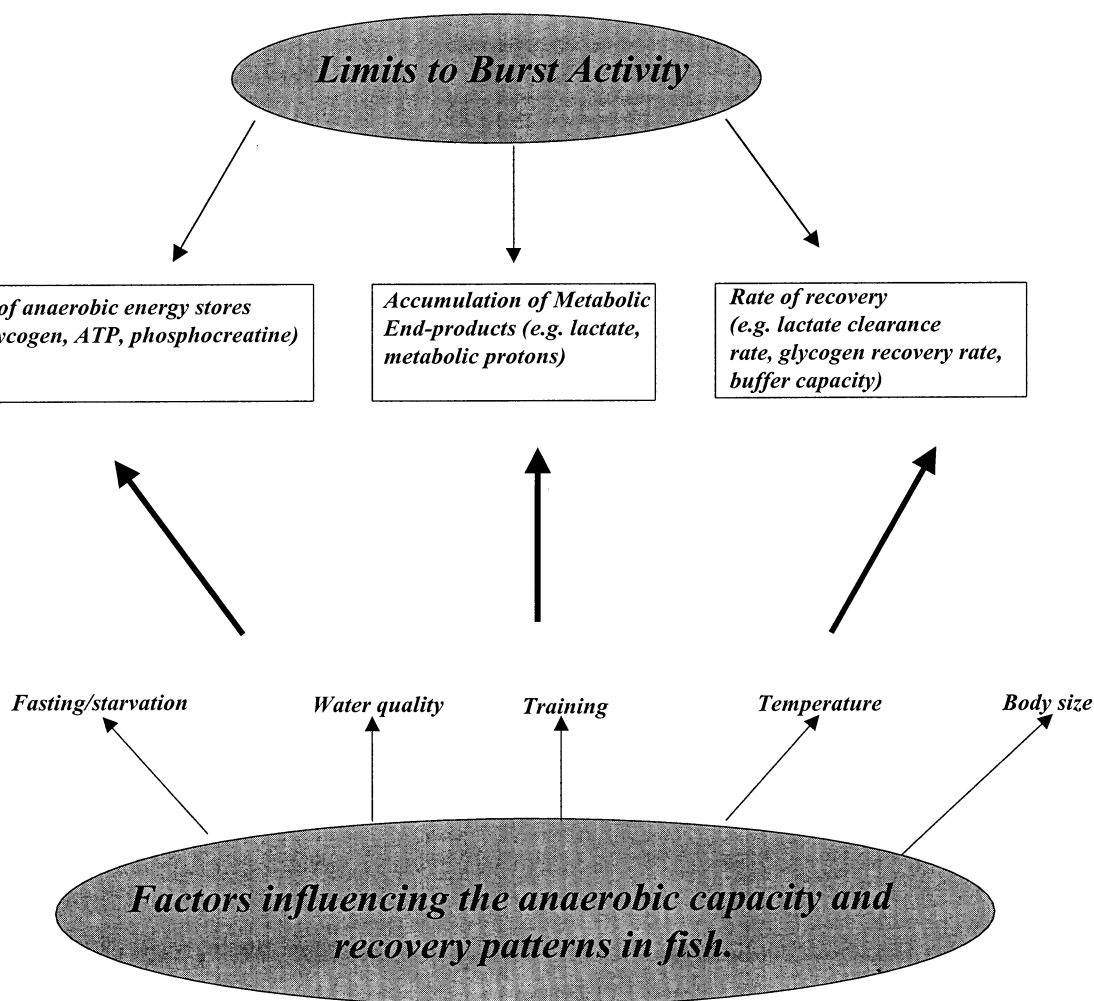 Limits to Burst Activity
of anaerobic energy stores
ycogen, ATP, phosphocreatine)
Accumulation of Metabolic
End-products (e.g. lactate,
metabolic protons)
Rate of recovery
(e.g. lactate clearance
rate, glycogen recovery rate,
buffer capacity)
Fasting/starvation
Water quality
Training
Temperature
Body size
Factors influencing the anaerobic capacity and
recovery patterns in fish.